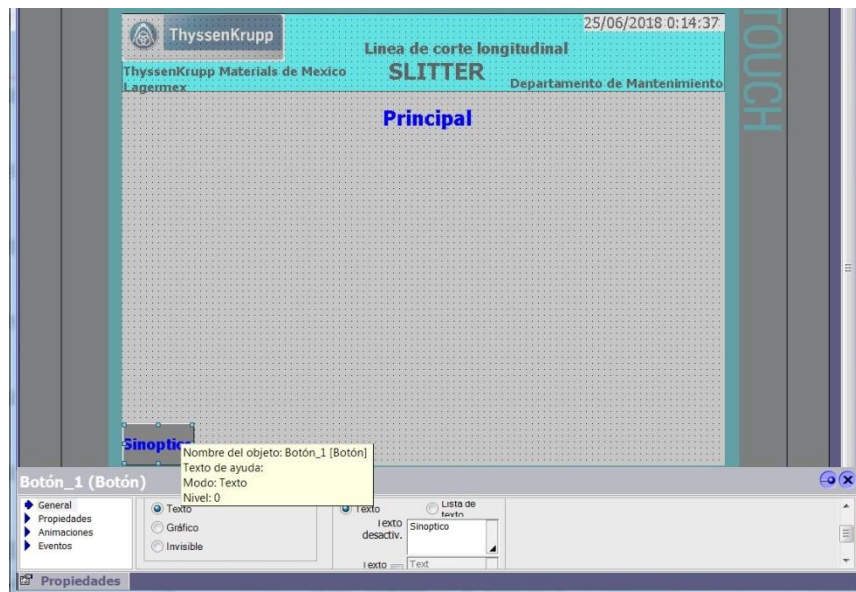 ThyssenKrupp
25/06/2018 0:14:37
Linea de corte longitudinal
ThyssenKrupp Materials de Mexico
SLITTER
Lagermex
Departamento de Mantenimiento
TOUCH
Principal
Sinoptico
Nombre del objeto: Botón_1 [Botón]
Texto de ayuda:
Modo: Texto
Nivel: 0
Botón_1 (Botón)
General
Propiedades
Animaciones
Eventos
Texto
Gráfico
Invisible
Texto
Lista de
texto
Texto
desactiv.
Sinoptico
Texto
Text
Propiedades